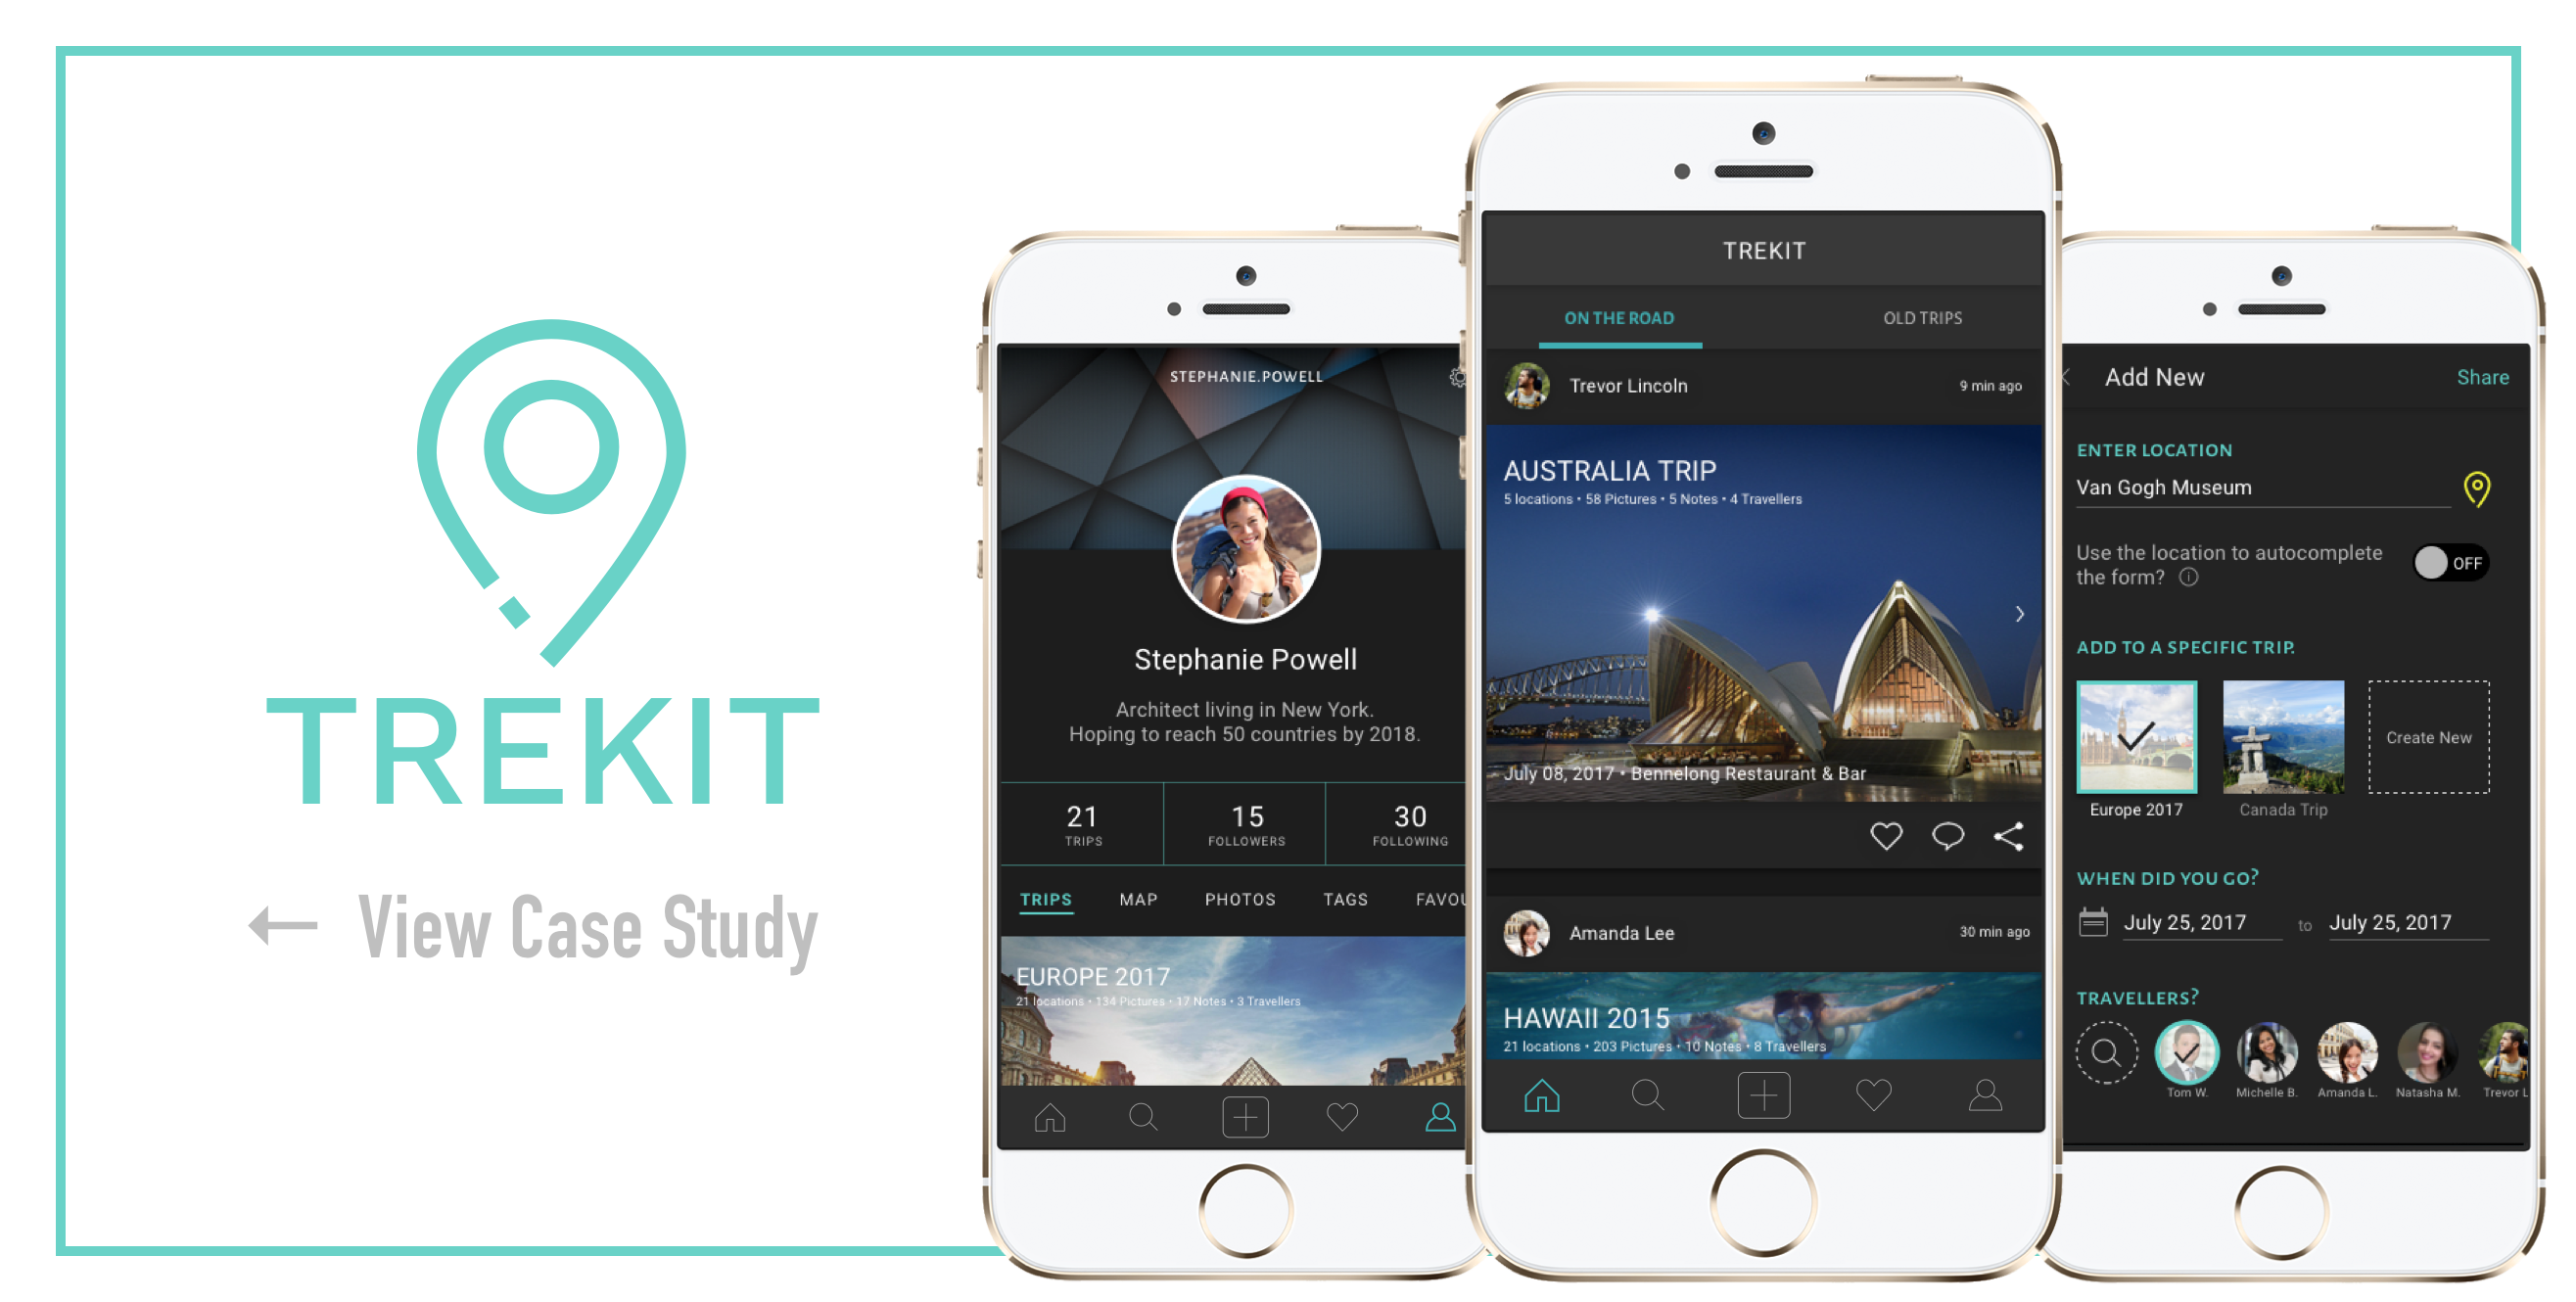 TREKIT
View Case Study
STEPHANIE.POWELL
Stephanie Powell
Architect living in New York.
Hoping to reach 50 countries by 2018.
21 15 30
TRIPS FOLLOWERS FOLLOWING
TRIPS MAP PHOTOS TAGS FAVOU
EUROPE 2017
21 locations • 134 Pictures • 17 Notes • 3 Travellers
TREKIT
ON THE ROAD OLD TRIPS
Trevor Lincoln 9 min ago
AUSTRALIA TRIP
5 locations • 58 Pictures • 5 Notes • 4 Travellers
July 08, 2017 • Bennelong Restaurant & Bar
Amanda Lee 30 min ago
HAWAII 2015
21 locations • 203 Pictures • 10 Notes • 8 Travellers
Add New Share
ENTER LOCATION
Van Gogh Museum
Use the location to autocomplete
the form?
OFF
ADD TO A SPECIFIC TRIP.
Create New
Europe 2017 Canada Trip
WHEN DID YOU GO?
July 25, 2017 to July 25, 2017
TRAVELLERS?
Tom W. Michelle B. Amanda L. Natasha M. Trevor L